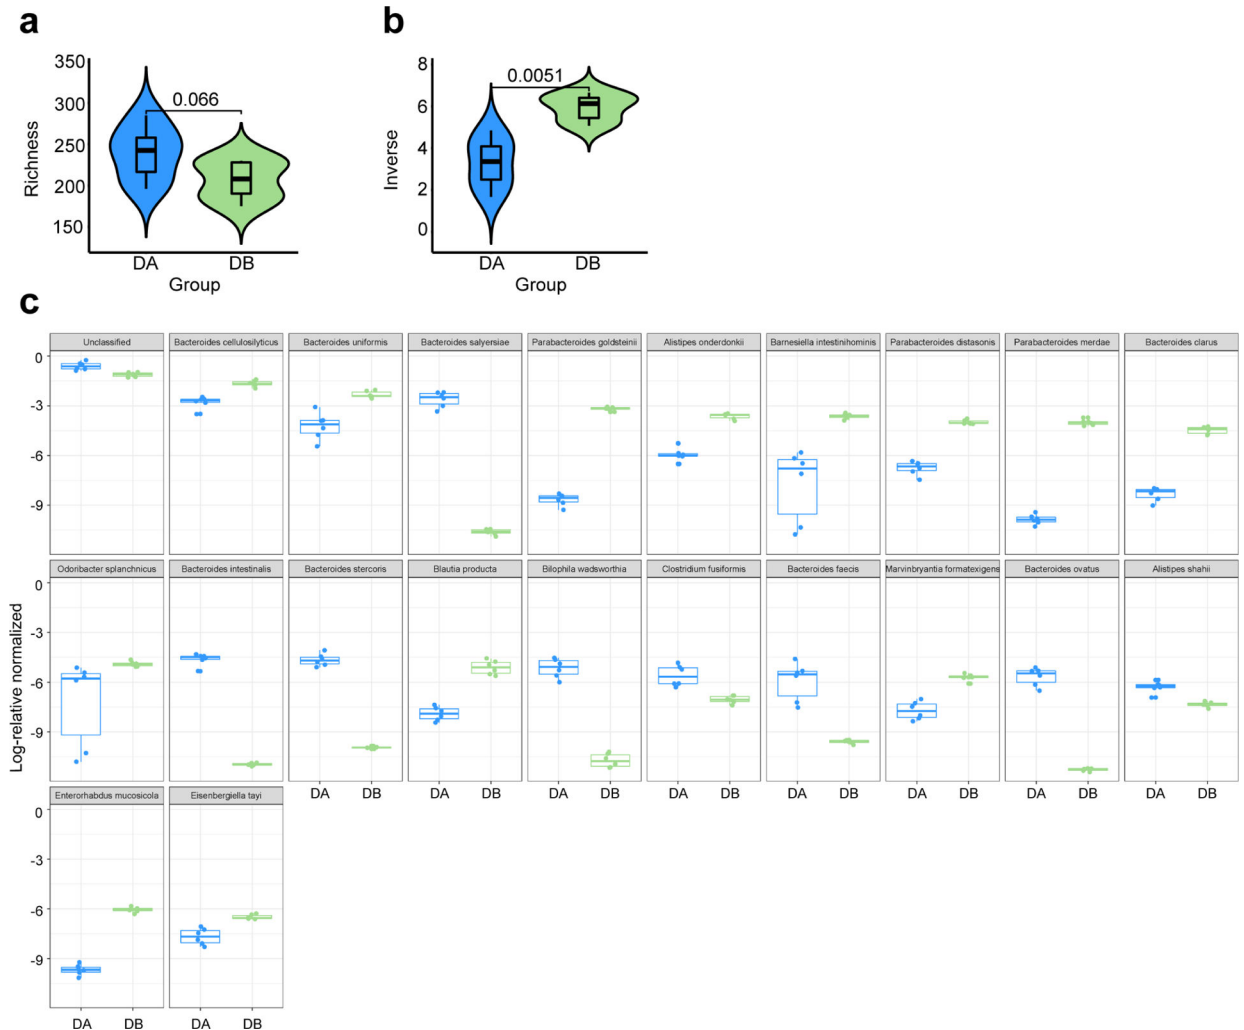 a
350
300
250
200
150
Richness
0.066
DA DB
Group
b
8
6
4
2
0
Inverse
0.0051
DA DB
Group
c
Log-relative normalized
Unclassified Bacteroides cellulosilyticus Bacteroides uniformis Bacteroides salyersiae Parabacteroides goldsteinii Alistipes onderdonkii Barnesiella intestinihominis Parabacteroides distasonis Parabacteroides merdae Bacteroides clarus
0
-3
-6
-9
Odoribacter splanchnicus Bacteroides intestinalis Bacteroides stercoris Blautia producta Bilophila wadsworthia Clostridium fusiformis Bacteroides faecis Marvinbryantia formatexigens Bacteroides ovatus Alistipes shahii
0
-3
-6
-9
DA DB DA DB DA DB DA DB DA DB DA DB DA DB DA DB
Enterorhabdus mucosicola Eisenbergiella tayi
0
-3
-6
-9
DA DB DA DB